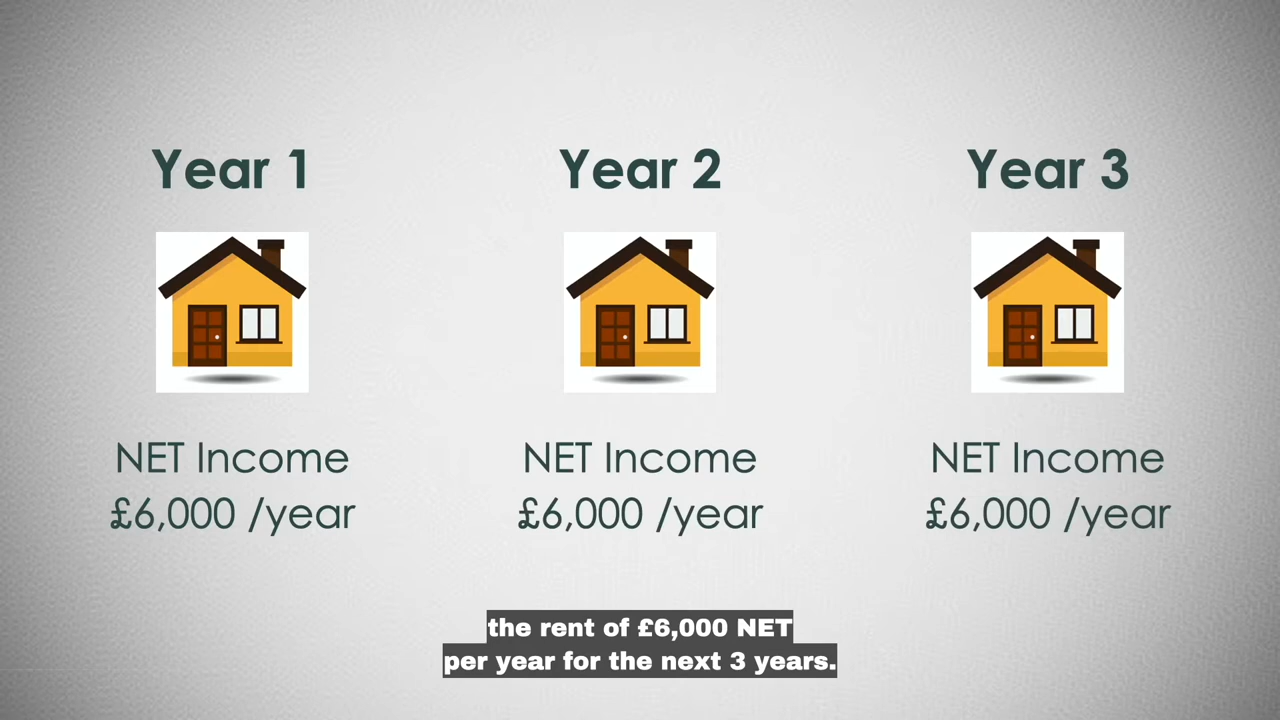 Year 1
NET Income
£6,000 /year
Year 2
NET Income
£6,000 /year
Year 3
NET Income
£6,000 /year
the rent of £6,000 NET
per year for the next 3 years.